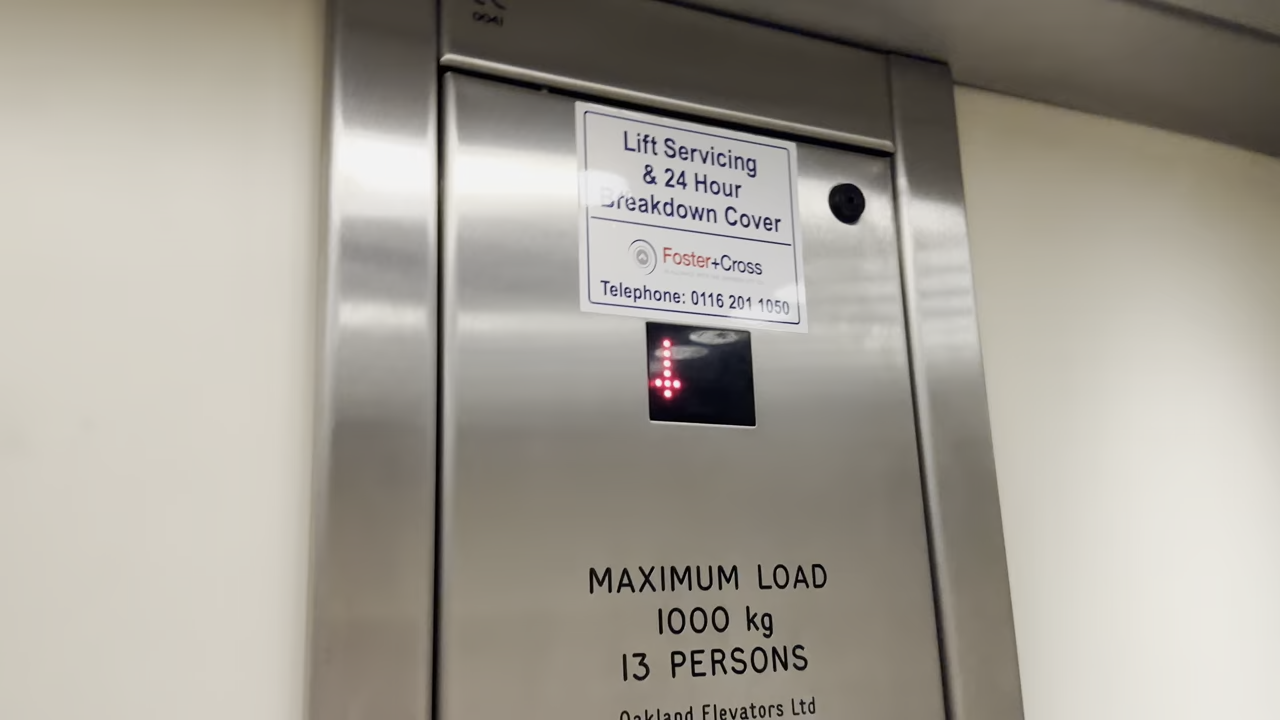 0041
Lift Servicing
& 24 Hour
Breakdown Cover
Foster+Cross
Telephone: 0116 201 1050
MAXIMUM LOAD
1000 kg
13 PERSONS
Oakland Elevators Ltd